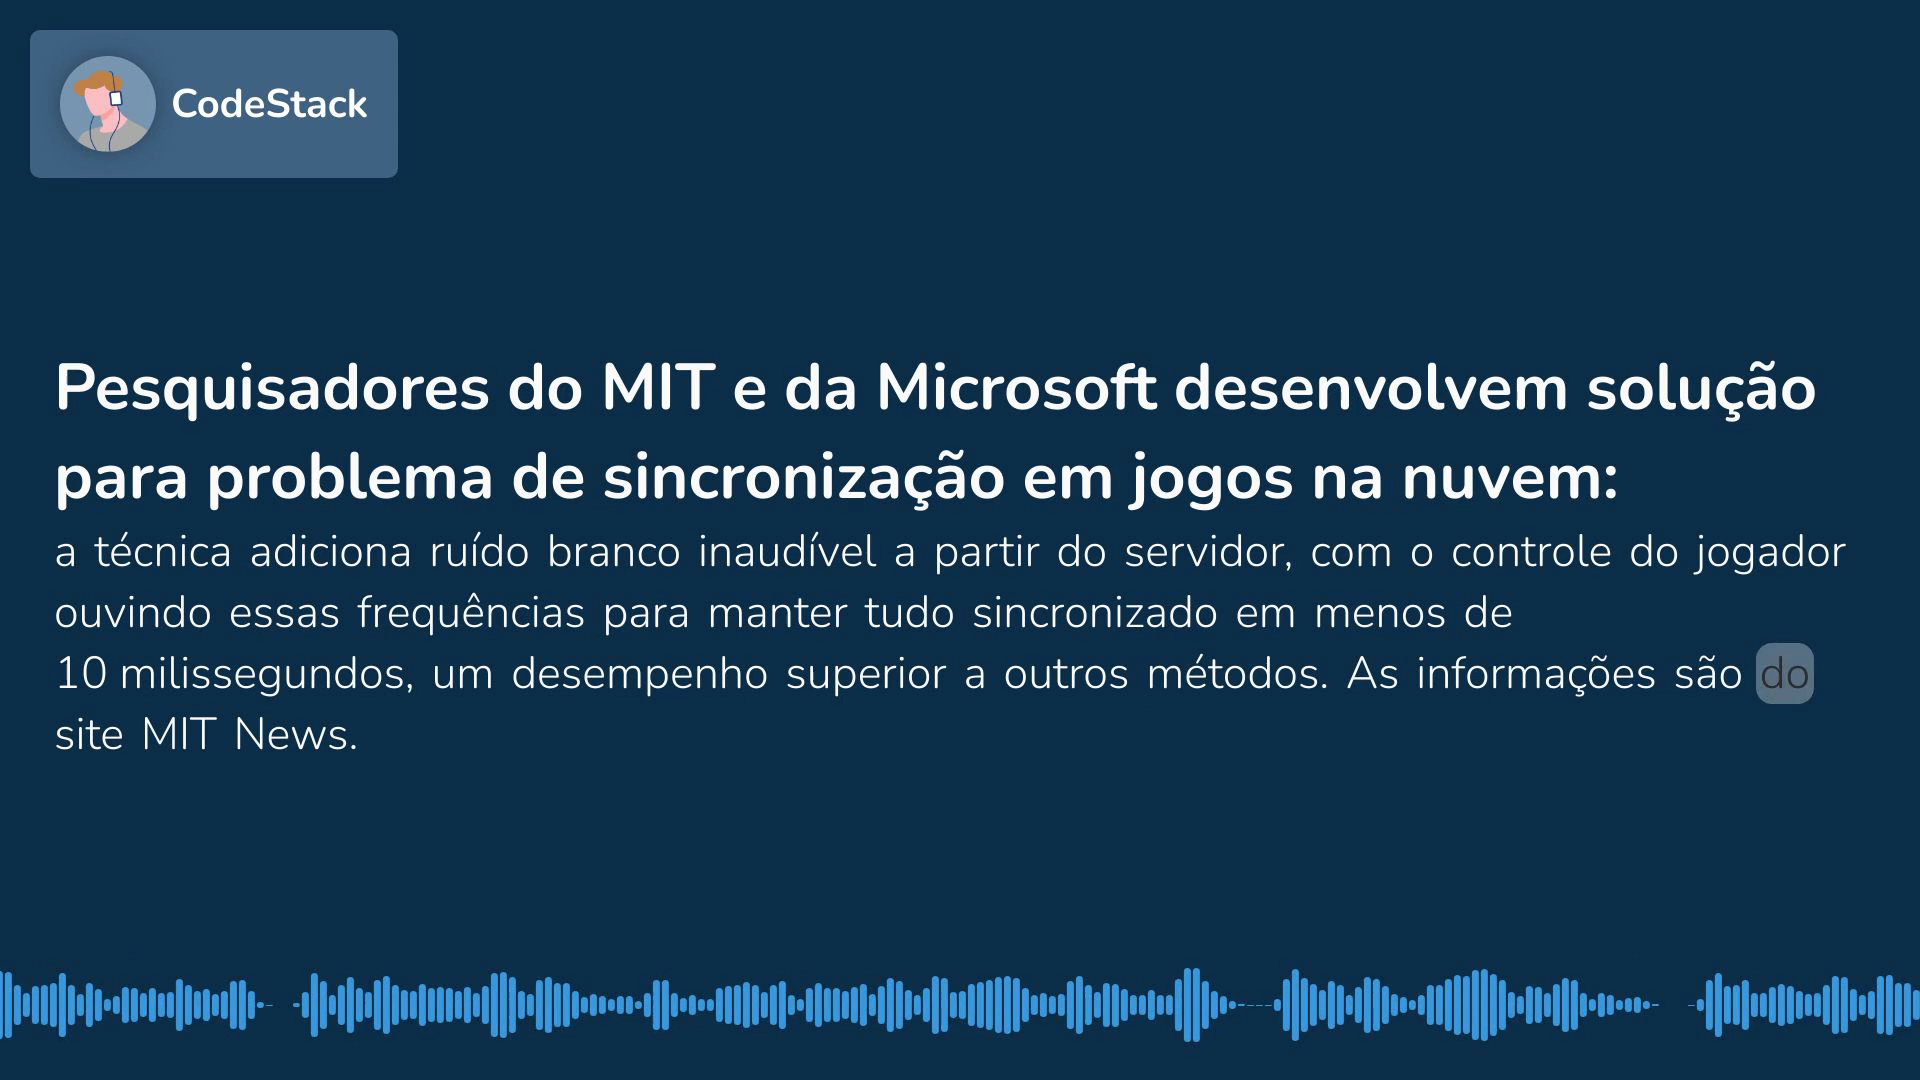 CodeStack
Pesquisadores do MIT e da Microsoft desenvolvem solução
para problema de sincronização em jogos na nuvem:
a técnica adiciona ruído branco inaudível a partir do servidor, com o controle do jogador
ouvindo essas frequências para manter tudo sincronizado em menos de
10 milissegundos, um desempenho superior a outros métodos. As informações são do
site MIT News.